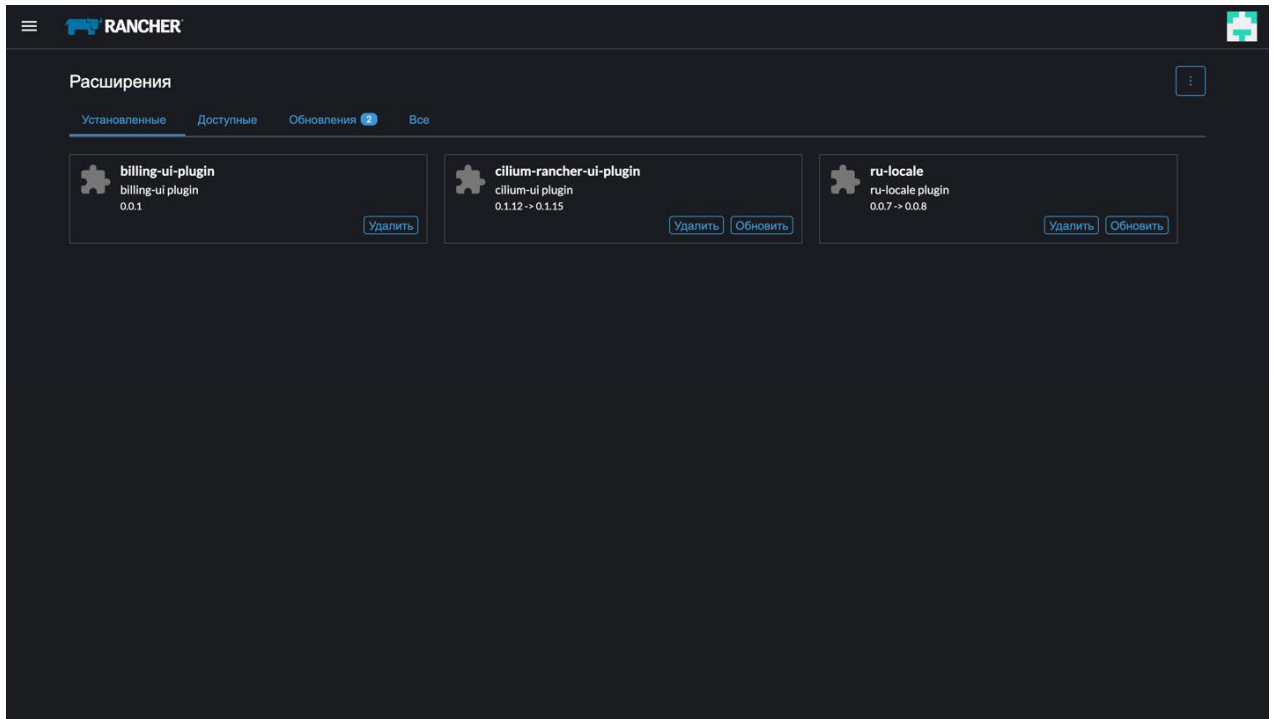 RANCHER
Расширения
Установленные Доступные Обновления 2 Все
billing-ui-plugin
billing-ui plugin
0.0.1
Удалить
cilium-rancher-ui-plugin
cilium-ui plugin
0.1.12 -> 0.1.15
Удалить Обновить
ru-locale
ru-locale plugin
0.0.7 -> 0.0.8
Удалить Обновить